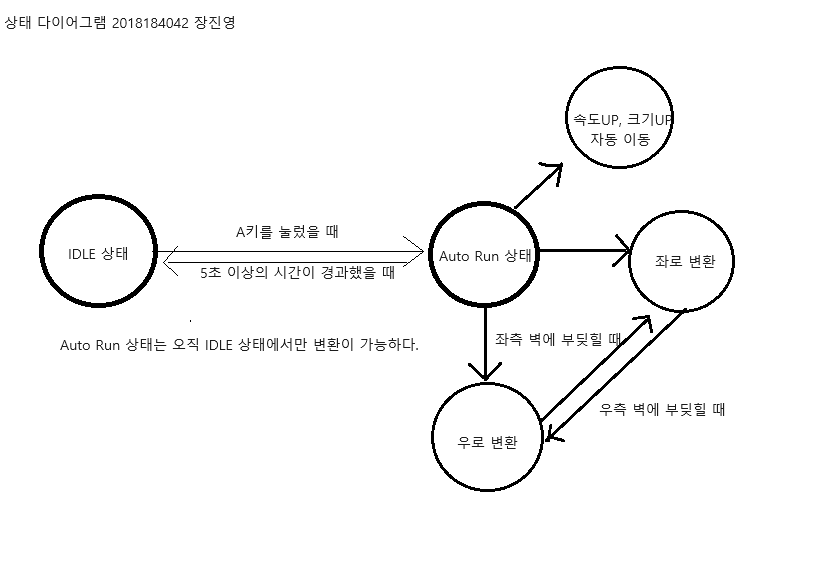 상태 다이어그램 2018184042 장진영
속도UP, 크기UP
자동 이동
A키를 눌렀을 때
IDLE 상태
Auto Run 상태
좌로 변환
5초 이상의 시간이 경과했을 때
Auto Run 상태는 오직 IDLE 상태에서만 변환이 가능하다.
좌측 벽에 부딪힐 때
우측 벽에 부딪힐 때
우로 변환